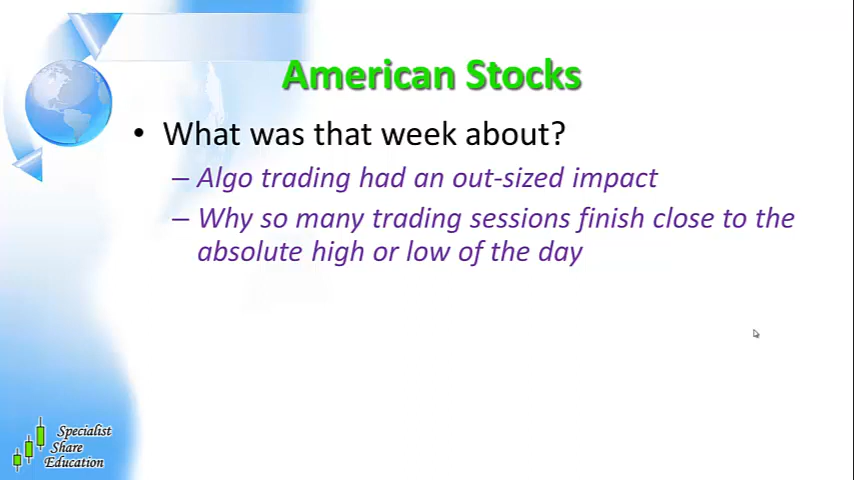 American Stocks
• What was that week about?
– Algo trading had an out-sized impact
– Why so many trading sessions finish close to the
absolute high or low of the day
Specialist
Share
Education